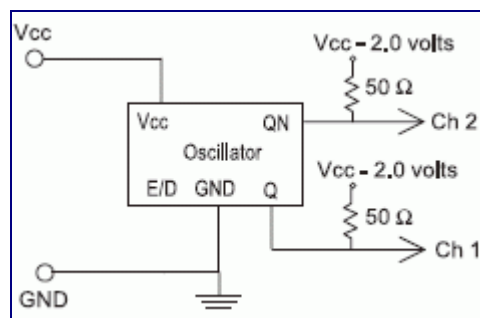 Vcc
Vcc - 2.0 volts
50 Ω
Vcc
QN
Ch 2
Oscillator
Vcc - 2.0 volts
E/D
GND
Q
50 Ω
Ch 1
GND